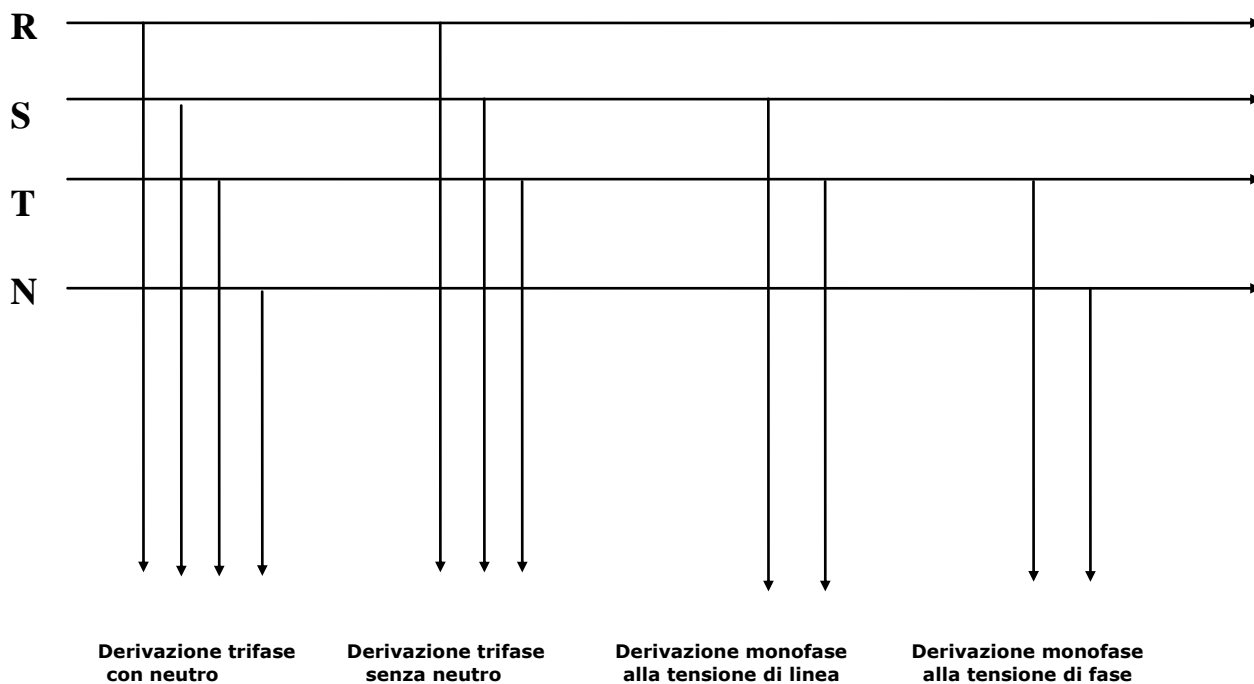 R
S
T
N
Derivazione trifase
con neutro
Derivazione trifase
senza neutro
Derivazione monofase
alla tensione di linea
Derivazione monofase
alla tensione di fase